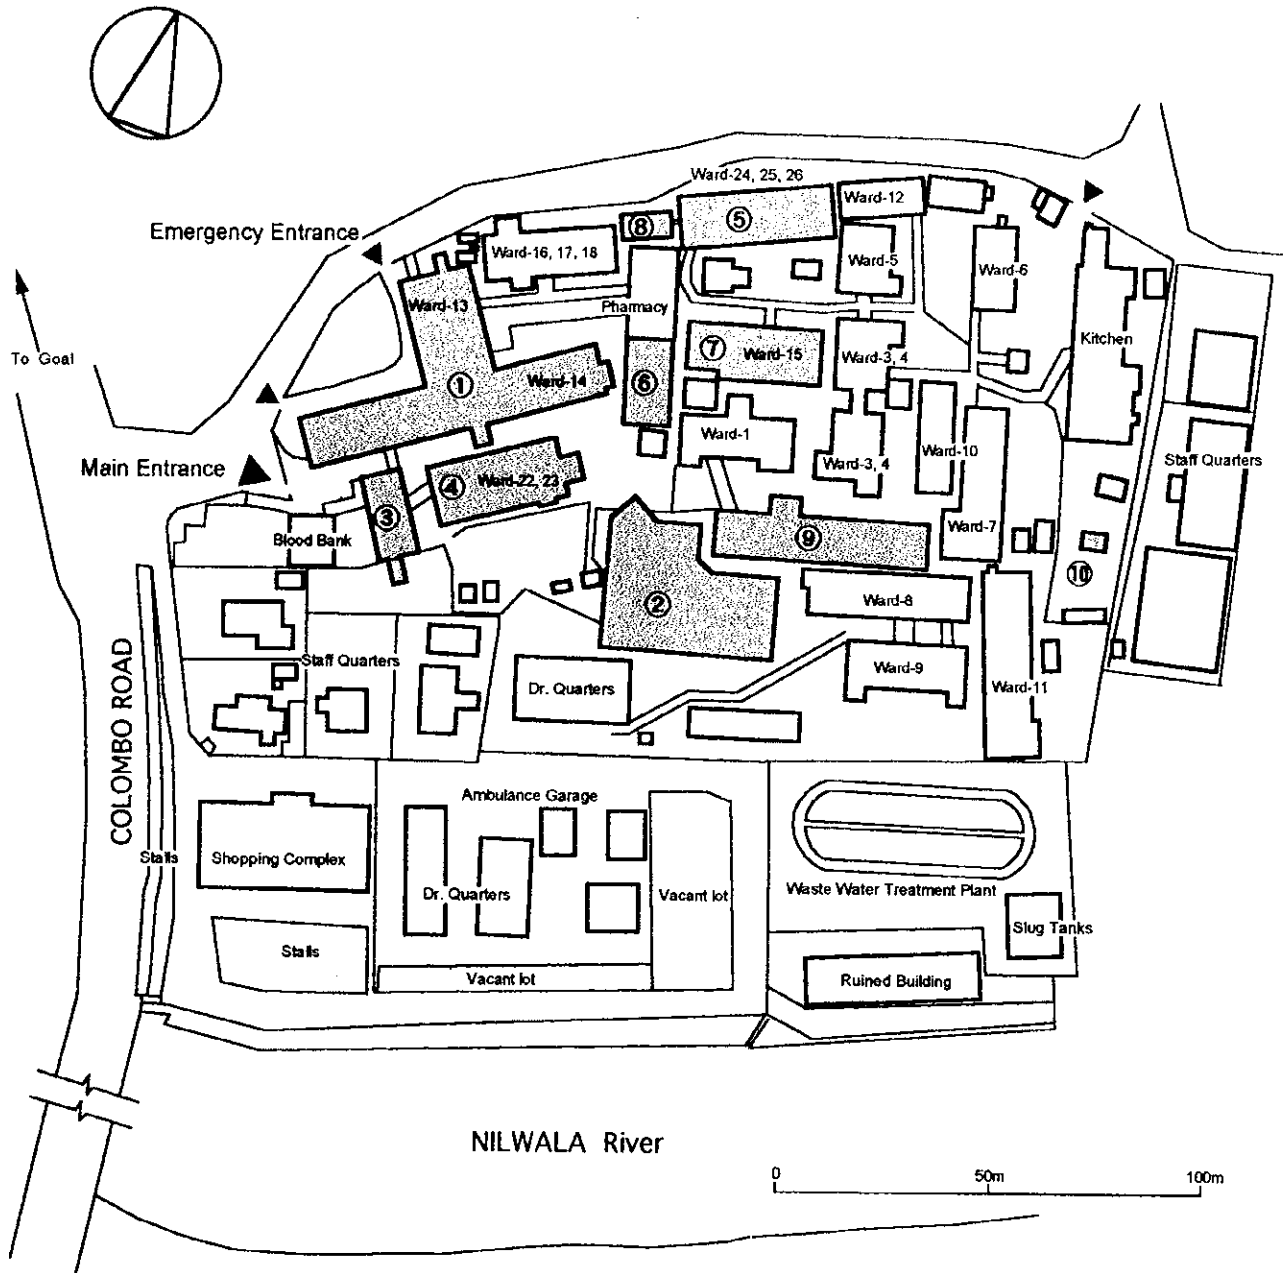 Ward-24, 25, 26
Ward-12
⑧
⑤
Emergency Entrance
Ward-16, 17, 18
Ward-5
Ward-6
Ward-13
Pharmacy
To Goal
⑦
Ward-15
Ward-3, 4
Kitchen
①
Ward-14
⑥
Ward-1
Main Entrance
④
Ward-22, 23
Ward-3, 4
Ward-10
Staff Quarters
③
Blood Bank
⑨
Ward-7
⑩
②
Ward-8
Staff Quarters
Dr. Quarters
Ward-9
Ward-11
COLOMBO ROAD
Ambulance Garage
Stalls
Shopping Complex
Dr. Quarters
Vacant lot
Waste Water Treatment Plant
Slug Tanks
Stalls
Vacant lot
Ruined Building
NILWALA River
0
50m
100m